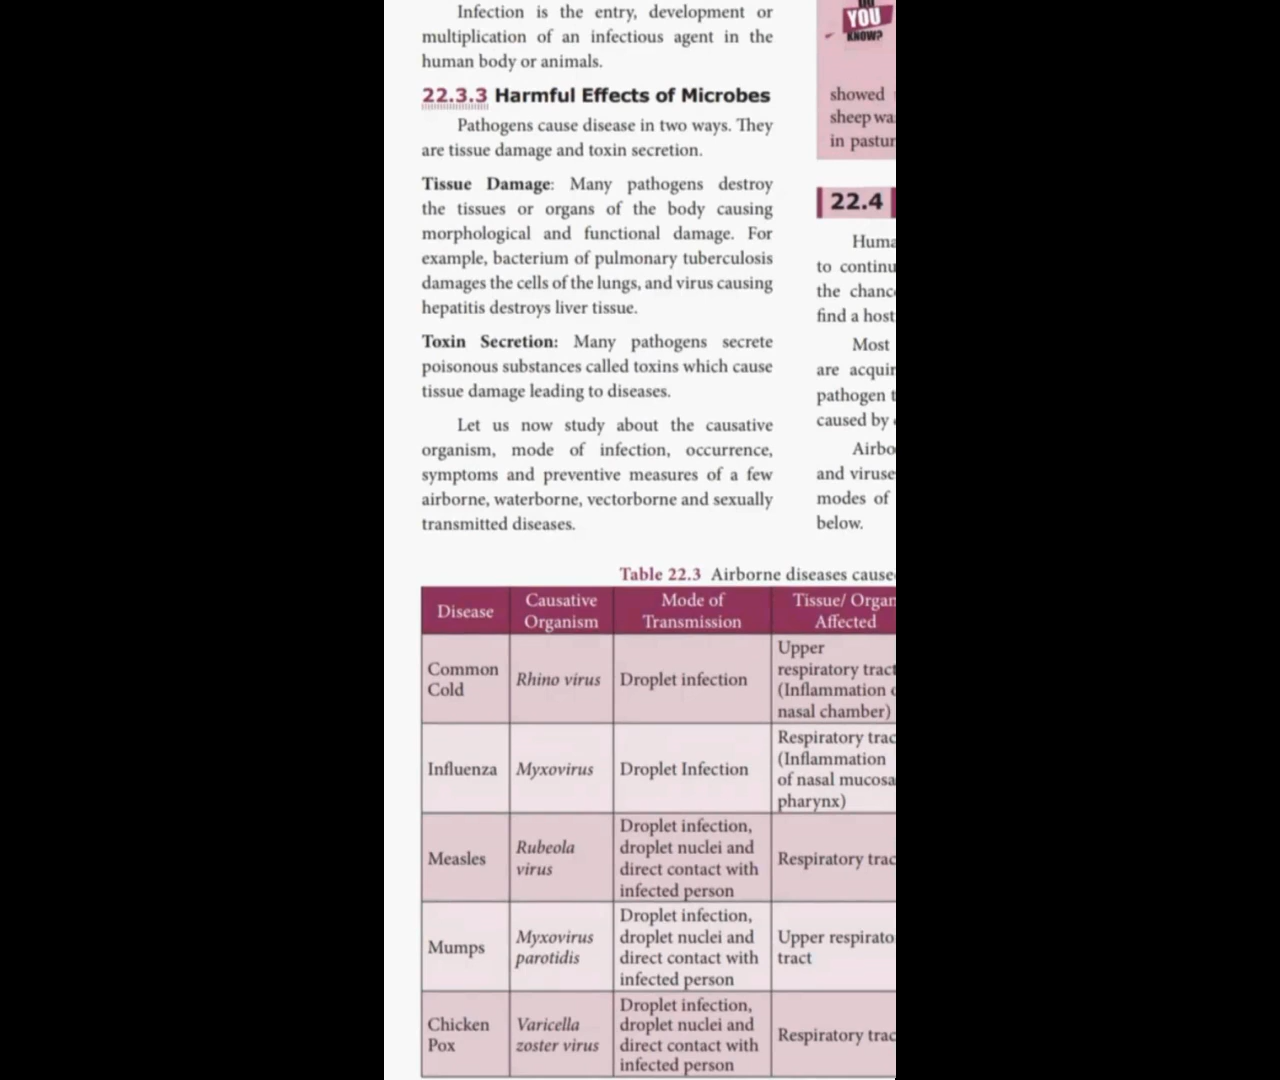 Infection is the entry, development or
multiplication of an infectious agent in the
human body or animals.
22.3.3 Harmful Effects of Microbes
Pathogens cause disease in two ways. They
are tissue damage and toxin secretion.
Tissue Damage: Many pathogens destroy
the tissues or organs of the body causing
morphological and functional damage. For
example, bacterium of pulmonary tuberculosis
damages the cells of the lungs, and virus causing
hepatitis destroys liver tissue.
Toxin Secretion: Many pathogens secrete
poisonous substances called toxins which cause
tissue damage leading to diseases.
Let us now study about the causative
organism, mode of infection, occurrence,
symptoms and preventive measures of a few
airborne, waterborne, vectorborne and sexually
transmitted diseases.
YOU
KNOW?
showed
sheep
in
22.4
to
the
find a host
Most
are
pathogen
caused by
and
modes of
below.
Table 22.3 Airborne diseases
Disease
Causative
Organism
Mode of
Transmission
Tissue/
Affected
Common
Cold
Rhino virus
Droplet infection
Upper
respiratory tract
(Inflammation
nasal chamber)
Influenza
Myxovirus
Droplet Infection
Respiratory
(Inflammation
of nasal mucosa
pharynx)
Measles
Rubeola
virus
Droplet infection,
droplet nuclei and
direct contact with
infected person
Respiratory
Mumps
Myxovirus
parotidis
Droplet infection,
droplet nuclei and
direct contact with
infected person
Upper
tract
Chicken
Pox
Varicella
zoster virus
Droplet infection,
droplet nuclei and
direct contact with
infected person
Respiratory